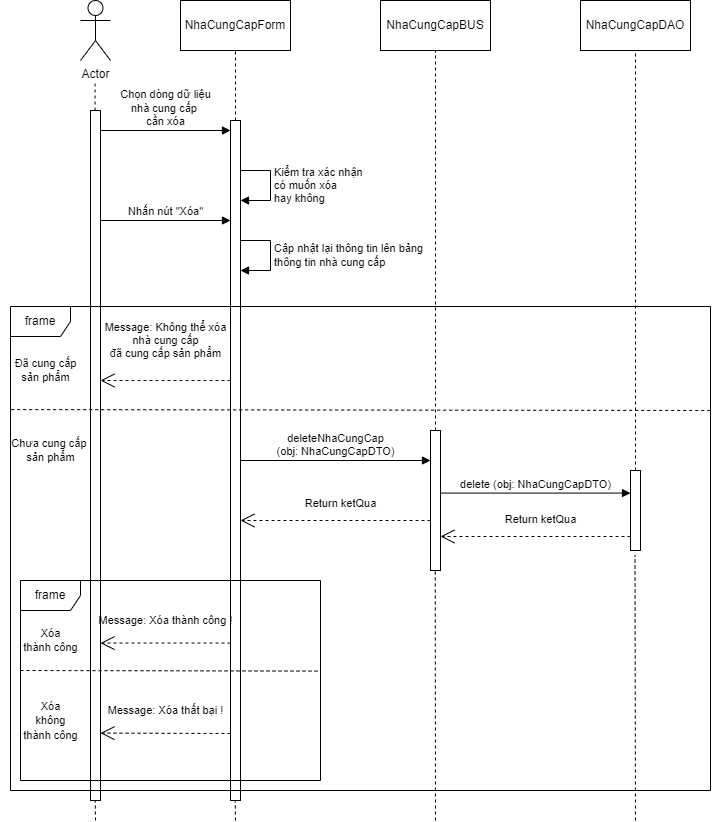 NhaCungCapForm
NhaCungCapBUS
NhaCungCapDAO
Actor
Chọn dòng dữ liệu
nhà cung cấp
cần xóa
Kiểm tra xác nhận
có muốn xóa
hay không
Nhấn nút "Xóa"
Cập nhật lại thông tin lên bảng
thông tin nhà cung cấp
frame
Message: Không thể xóa
nhà cung cấp
đã cung cấp sản phẩm
Đã cung cấp
sản phẩm
Chưa cung cấp
sản phẩm
deleteNhaCungCap
(obj: NhaCungCapDTO)
delete (obj: NhaCungCapDTO)
Return ketQua
Return ketQua
frame
Message: Xóa thành công !
Xóa
thành công
Xóa
không
thành công
Message: Xóa thất bại !